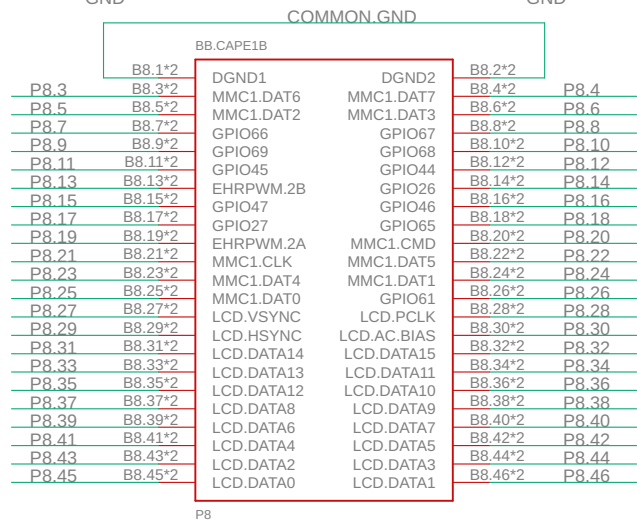 GND GND
COMMON.GND
BB.CAPE1B
B8.1*2 DGND1 DGND2 B8.2*2
P8.3 B8.3*2 MMC1.DAT6 MMC1.DAT7 B8.4*2 P8.4
P8.5 B8.5*2 MMC1.DAT2 MMC1.DAT3 B8.6*2 P8.6
P8.7 B8.7*2 GPIO66 GPIO67 B8.8*2 P8.8
P8.9 B8.9*2 GPIO69 GPIO68 B8.10*2 P8.10
P8.11 B8.11*2 GPIO45 GPIO44 B8.12*2 P8.12
P8.13 B8.13*2 EHRPWM.2B GPIO26 B8.14*2 P8.14
P8.15 B8.15*2 GPIO47 GPIO46 B8.16*2 P8.16
P8.17 B8.17*2 GPIO27 GPIO65 B8.18*2 P8.18
P8.19 B8.19*2 EHRPWM.2A MMC1.CMD B8.20*2 P8.20
P8.21 B8.21*2 MMC1.CLK MMC1.DAT5 B8.22*2 P8.22
P8.23 B8.23*2 MMC1.DAT4 MMC1.DAT1 B8.24*2 P8.24
P8.25 B8.25*2 MMC1.DAT0 GPIO61 B8.26*2 P8.26
P8.27 B8.27*2 LCD.VSYNC LCD.PCLK B8.28*2 P8.28
P8.29 B8.29*2 LCD.HSYNC LCD.AC.BIAS B8.30*2 P8.30
P8.31 B8.31*2 LCD.DATA14 LCD.DATA15 B8.32*2 P8.32
P8.33 B8.33*2 LCD.DATA13 LCD.DATA11 B8.34*2 P8.34
P8.35 B8.35*2 LCD.DATA12 LCD.DATA10 B8.36*2 P8.36
P8.37 B8.37*2 LCD.DATA8 LCD.DATA9 B8.38*2 P8.38
P8.39 B8.39*2 LCD.DATA6 LCD.DATA7 B8.40*2 P8.40
P8.41 B8.41*2 LCD.DATA4 LCD.DATA5 B8.42*2 P8.42
P8.43 B8.43*2 LCD.DATA2 LCD.DATA3 B8.44*2 P8.44
P8.45 B8.45*2 LCD.DATA0 LCD.DATA1 B8.46*2 P8.46
P8